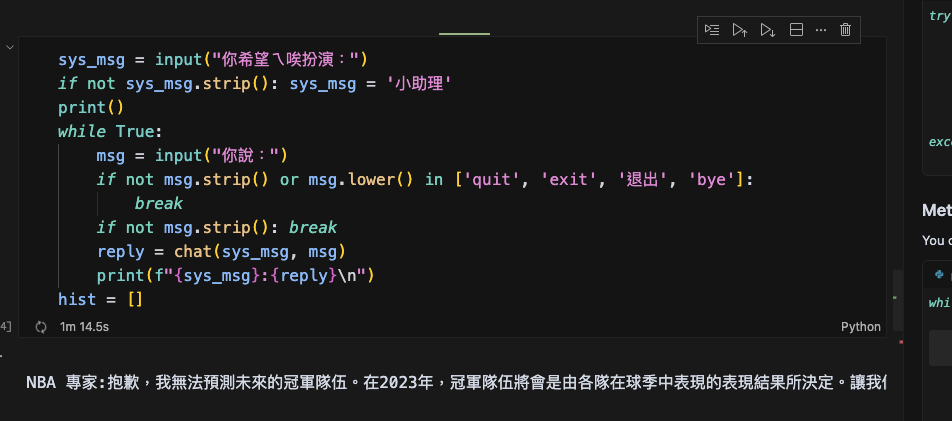 sys_msg = input("你希望ㄟ唉扮演：")
if not sys_msg.strip(): sys_msg = '小助理'
print()
while True:
    msg = input("你說：")
    if not msg.strip() or msg.lower() in ['quit', 'exit', '退出', 'bye']:
        break
    if not msg.strip(): break
    reply = chat(sys_msg, msg)
    print(f"{sys_msg}:{reply}\n")
hist = []
4] 1m 14.5s Python
NBA 專家:抱歉，我無法預測未來的冠軍隊伍。在2023年，冠軍隊伍將會是由各隊在球季中表現的表現結果所決定。讓我
try
exce
Met
You c
whi